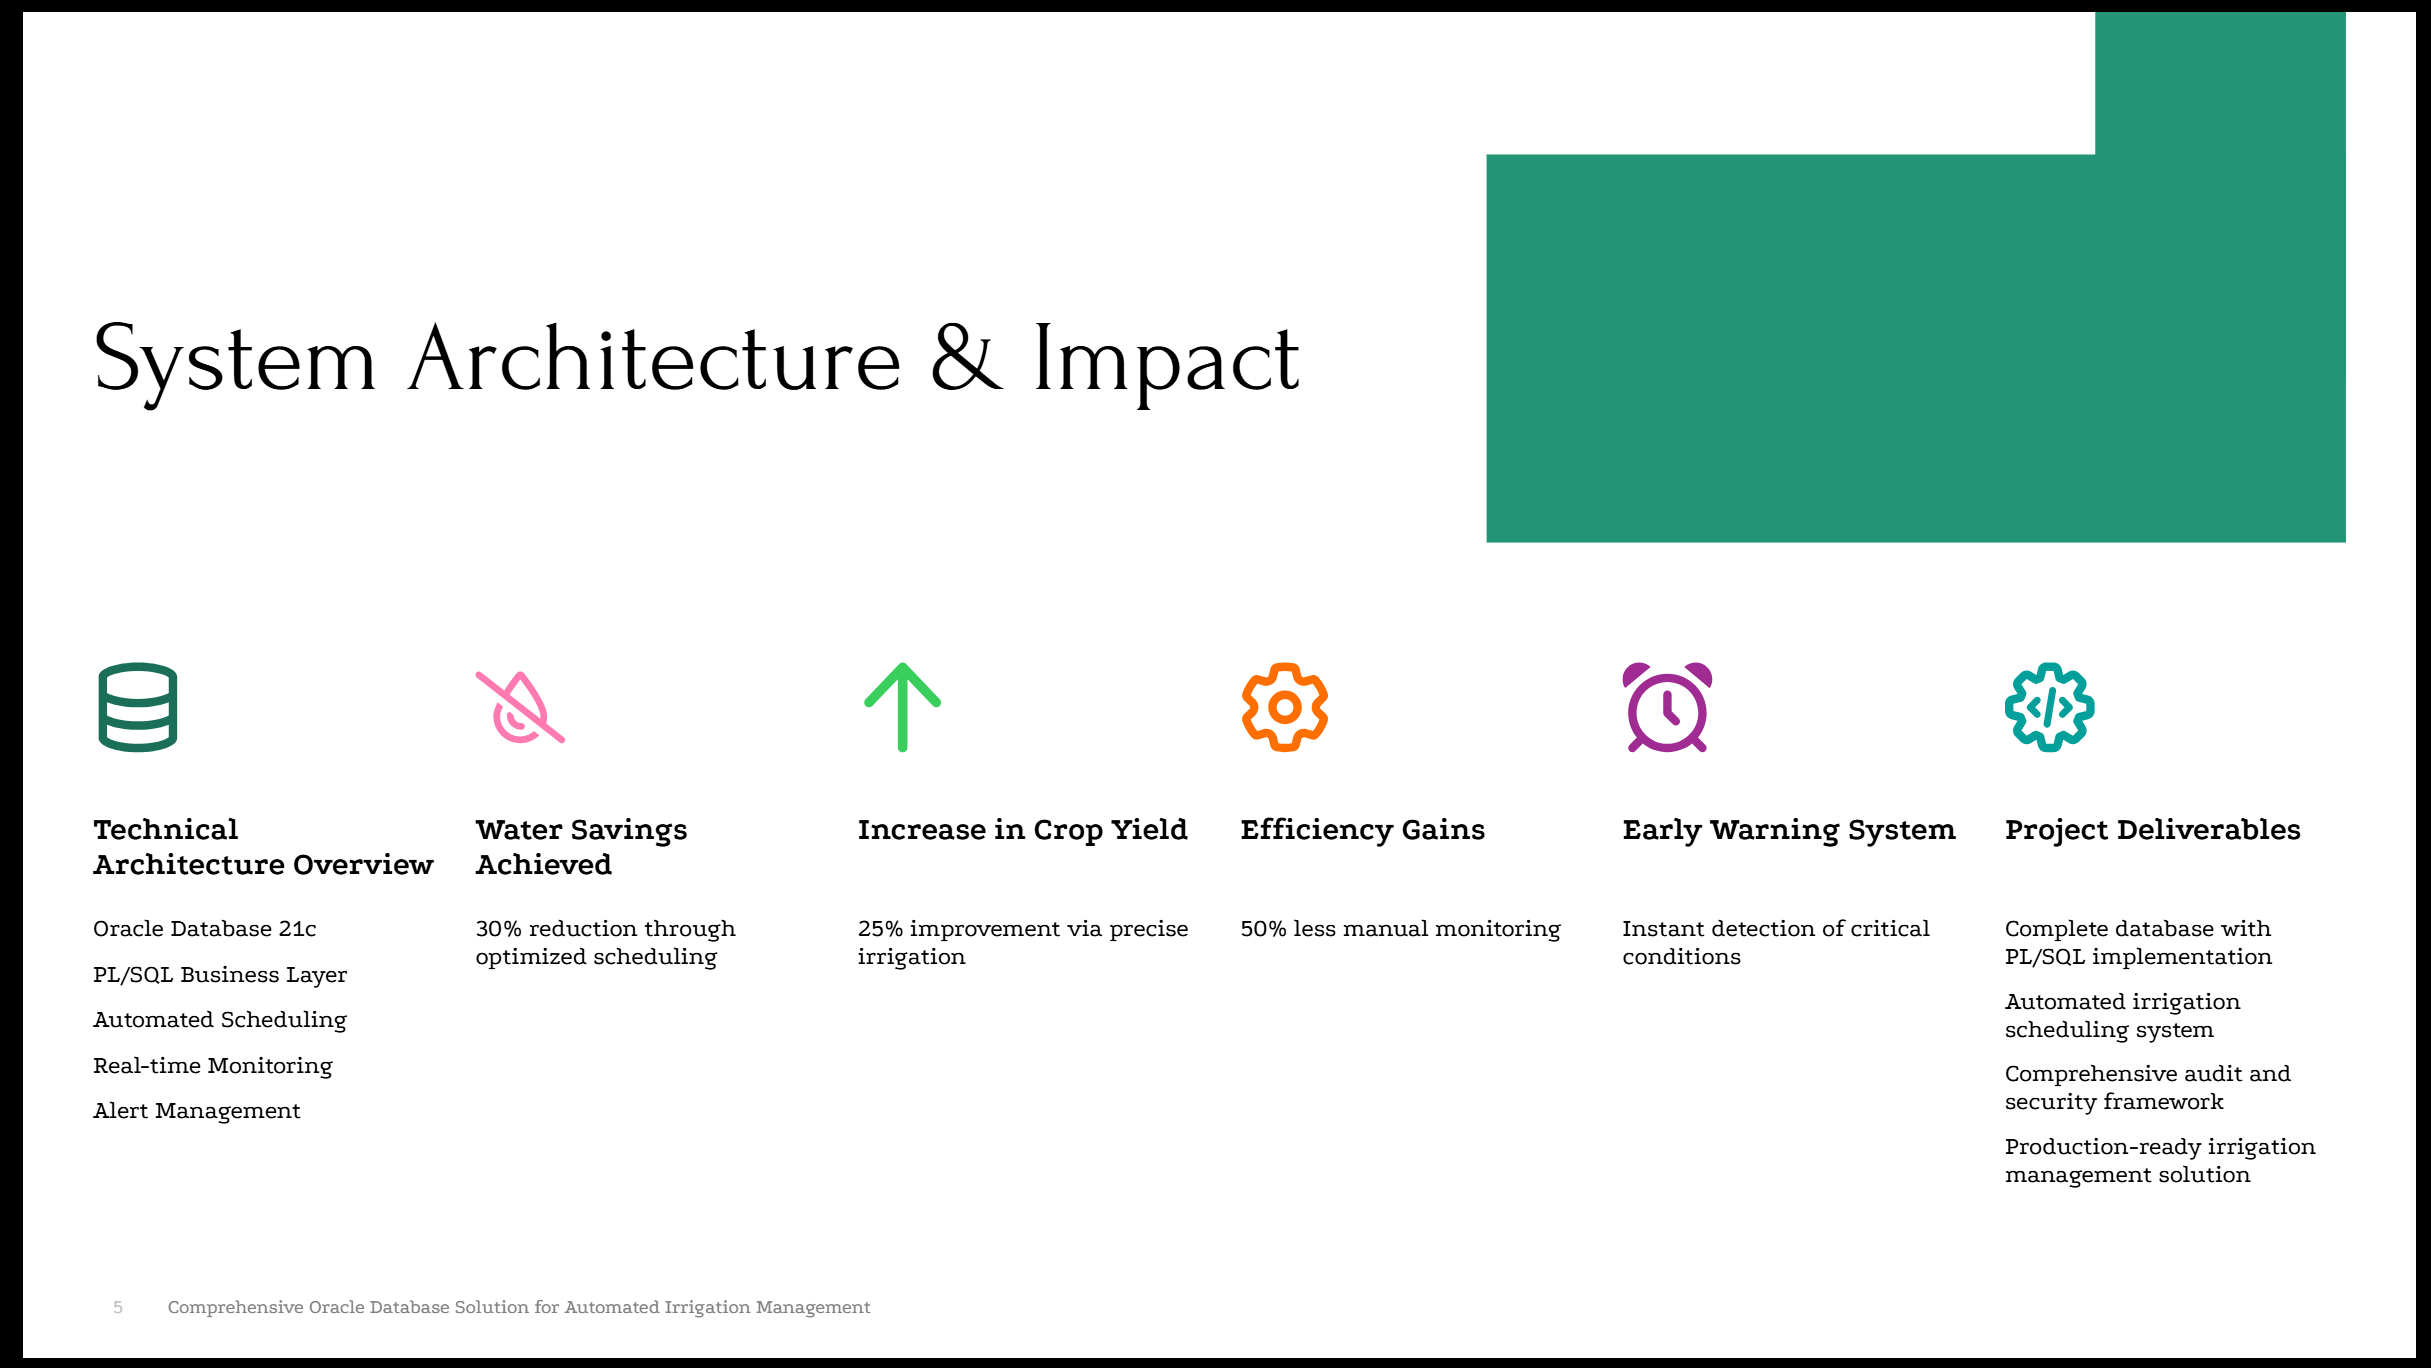 System Architecture & Impact
Technical
Architecture Overview
Oracle Database 21c
PL/SQL Business Layer
Automated Scheduling
Real-time Monitoring
Alert Management
Water Savings
Achieved
30% reduction through
optimized scheduling
Increase in Crop Yield
25% improvement via precise
irrigation
Efficiency Gains
50% less manual monitoring
Early Warning System
Instant detection of critical
conditions
Project Deliverables
Complete database with
PL/SQL implementation
Automated irrigation
scheduling system
Comprehensive audit and
security framework
Production-ready irrigation
management solution
5 Comprehensive Oracle Database Solution for Automated Irrigation Management